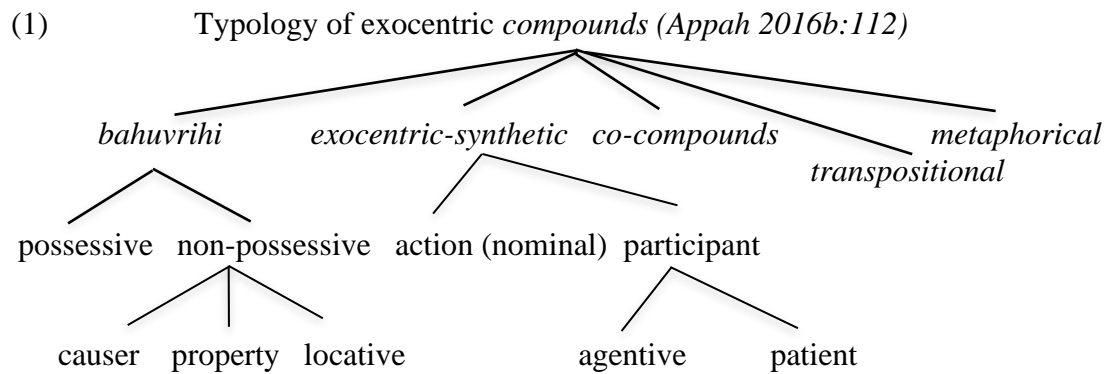 (1) Typology of exocentric compounds (Appah 2016b:112)
bahuvrihi exocentric-synthetic co-compounds metaphorical
transpositional
possessive non-possessive action (nominal) participant
causer property locative agentive patient